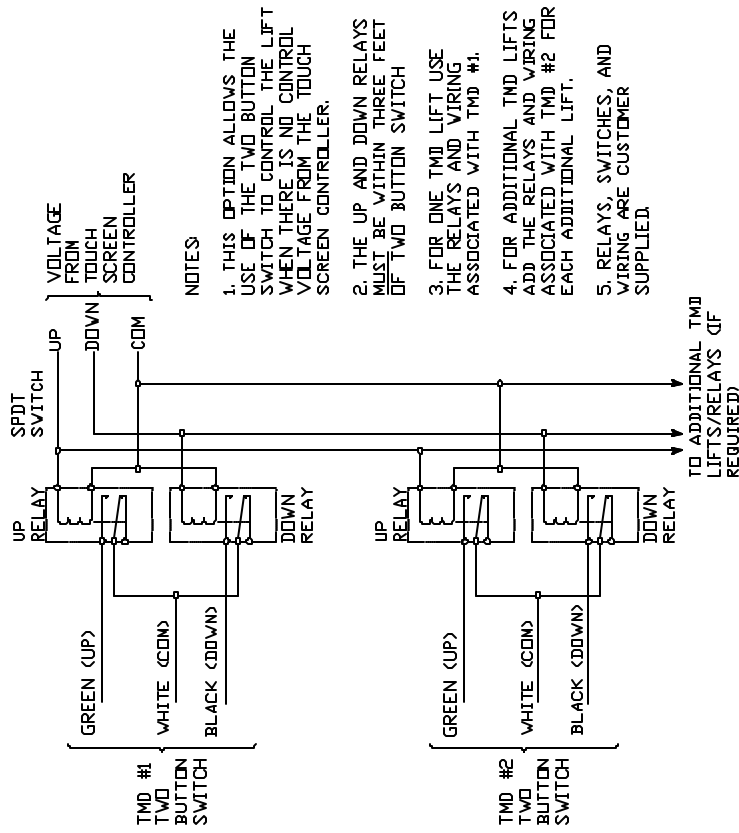 TMD #1
TWO
BUTTON
SWITCH
GREEN (UP)
WHITE (CON)
BLACK (DOWN)
UP
RELAY
DOWN
RELAY
SPDT
SWITCH
UP
DOWN
COM
VOLTAGE
FROM
TOUCH
SCREEN
CONTROLLER
TMD #2
TWO
BUTTON
SWITCH
GREEN (UP)
WHITE (CON)
BLACK (DOWN)
UP
RELAY
DOWN
RELAY
TO ADDITIONAL TMD
LIFTS/RELAYS (IF
REQUIRED)
NOTES:
1. THIS OPTION ALLOWS THE
USE OF THE TWO BUTTON
SWITCH TO CONTROL THE LIFT
WHEN THERE IS NO CONTROL
VOLTAGE FROM THE TOUCH
SCREEN CONTROLLER.
2. THE UP AND DOWN RELAYS
MUST BE WITHIN THREE FEET
OF TWO BUTTON SWITCH
3. FOR ONE TMD LIFT USE
THE RELAYS AND WIRING
ASSOCIATED WITH TMD #1.
4. FOR ADDITIONAL TMD LIFTS
ADD THE RELAYS AND WIRING
ASSOCIATED WITH TMD #2 FOR
EACH ADDITIONAL LIFT.
5. RELAYS, SWITCHES, AND
WIRING ARE CUSTOMER
SUPPLIED.